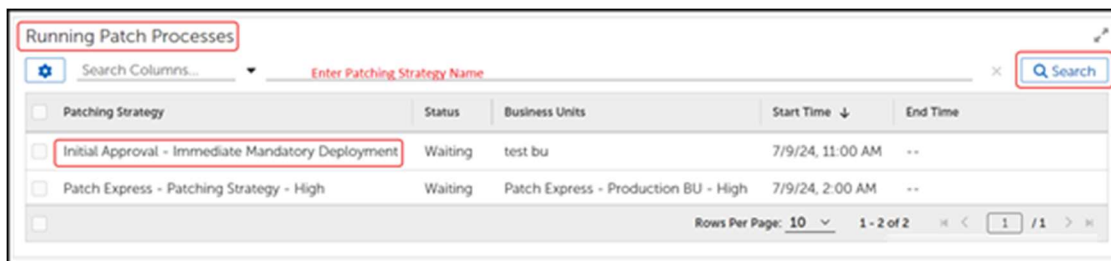 Running Patch Processes
Search Columns... Enter Patching Strategy Name Search
Patching Strategy Status Business Units Start Time ↓ End Time
Initial Approval - Immediate Mandatory Deployment Waiting test bu 7/9/24, 11:00 AM --
Patch Express - Patching Strategy - High Waiting Patch Express - Production BU - High 7/9/24, 2:00 AM --
Rows Per Page: 10 1 - 2 of 2 1 / 1